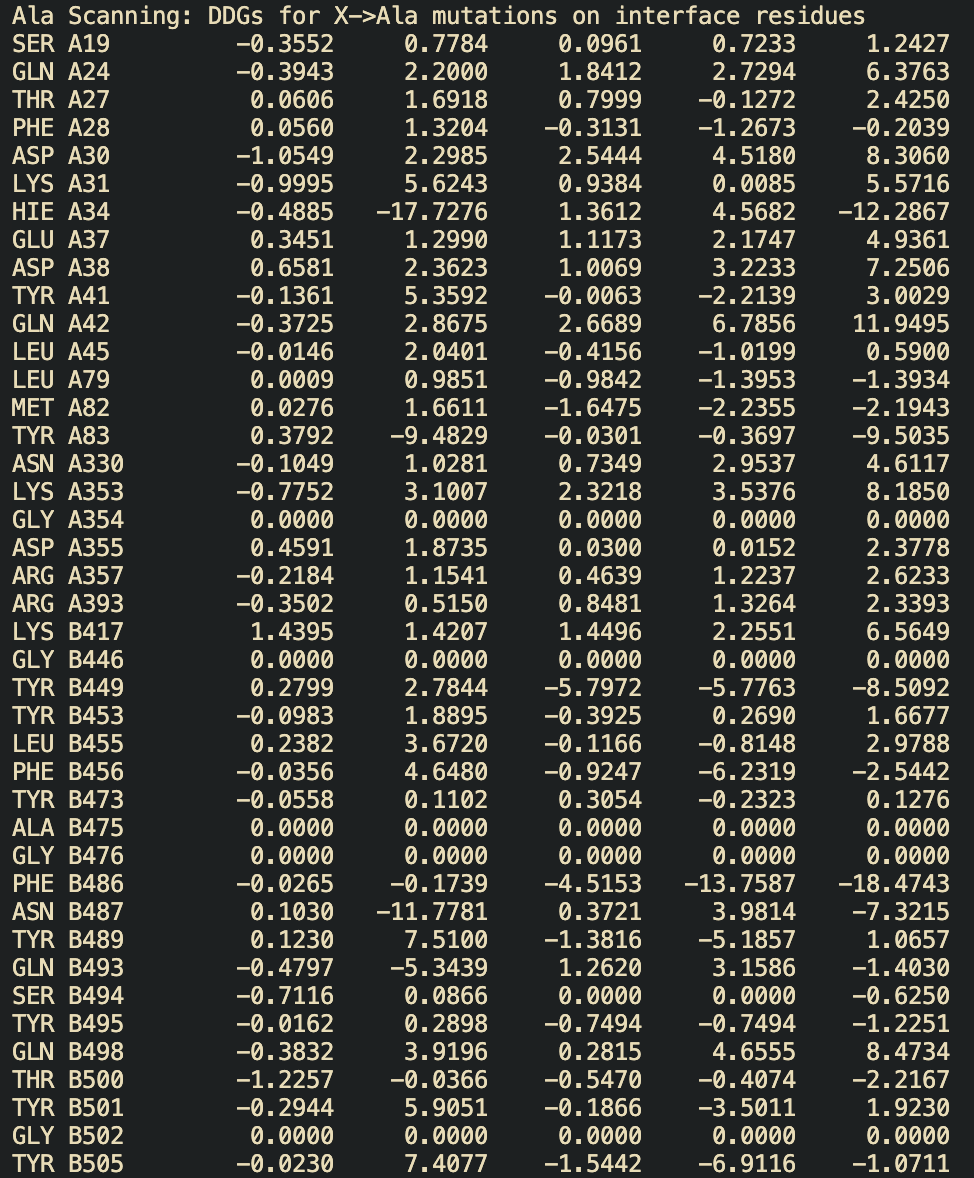 Ala Scanning: DDGs for X->Ala mutations on interface residues
SER A19 -0.3552 0.7784 0.0961 0.7233 1.2427
GLN A24 -0.3943 2.2000 1.8412 2.7294 6.3763
THR A27 0.0606 1.6918 0.7999 -0.1272 2.4250
PHE A28 0.0560 1.3204 -0.3131 -1.2673 -0.2039
ASP A30 -1.0549 2.2985 2.5444 4.5180 8.3060
LYS A31 -0.9995 5.6243 0.9384 0.0085 5.5716
HIE A34 -0.4885 -17.7276 1.3612 4.5682 -12.2867
GLU A37 0.3451 1.2990 1.1173 2.1747 4.9361
ASP A38 0.6581 2.3623 1.0069 3.2233 7.2506
TYR A41 -0.1361 5.3592 -0.0063 -2.2139 3.0029
GLN A42 -0.3725 2.8675 2.6689 6.7856 11.9495
LEU A45 -0.0146 2.0401 -0.4156 -1.0199 0.5900
LEU A79 0.0009 0.9851 -0.9842 -1.3953 -1.3934
MET A82 0.0276 1.6611 -1.6475 -2.2355 -2.1943
TYR A83 0.3792 -9.4829 -0.0301 -0.3697 -9.5035
ASN A330 -0.1049 1.0281 0.7349 2.9537 4.6117
LYS A353 -0.7752 3.1007 2.3218 3.5376 8.1850
GLY A354 0.0000 0.0000 0.0000 0.0000 0.0000
ASP A355 0.4591 1.8735 0.0300 0.0152 2.3778
ARG A357 -0.2184 1.1541 0.4639 1.2237 2.6233
ARG A393 -0.3502 0.5150 0.8481 1.3264 2.3393
LYS B417 1.4395 1.4207 1.4496 2.2551 6.5649
GLY B446 0.0000 0.0000 0.0000 0.0000 0.0000
TYR B449 0.2799 2.7844 -5.7972 -5.7763 -8.5092
TYR B453 -0.0983 1.8895 -0.3925 0.2690 1.6677
LEU B455 0.2382 3.6720 -0.1166 -0.8148 2.9788
PHE B456 -0.0356 4.6480 -0.9247 -6.2319 -2.5442
TYR B473 -0.0558 0.1102 0.3054 -0.2323 0.1276
ALA B475 0.0000 0.0000 0.0000 0.0000 0.0000
GLY B476 0.0000 0.0000 0.0000 0.0000 0.0000
PHE B486 -0.0265 -0.1739 -4.5153 -13.7587 -18.4743
ASN B487 0.1030 -11.7781 0.3721 3.9814 -7.3215
TYR B489 0.1230 7.5100 -1.3816 -5.1857 1.0657
GLN B493 -0.4797 -5.3439 1.2620 3.1586 -1.4030
SER B494 -0.7116 0.0866 0.0000 0.0000 -0.6250
TYR B495 -0.0162 0.2898 -0.7494 -0.7494 -1.2251
GLN B498 -0.3832 3.9196 0.2815 4.6555 8.4734
THR B500 -1.2257 -0.0366 -0.5470 -0.4074 -2.2167
TYR B501 -0.2944 5.9051 -0.1866 -3.5011 1.9230
GLY B502 0.0000 0.0000 0.0000 0.0000 0.0000
TYR B505 -0.0230 7.4077 -1.5442 -6.9116 -1.0711